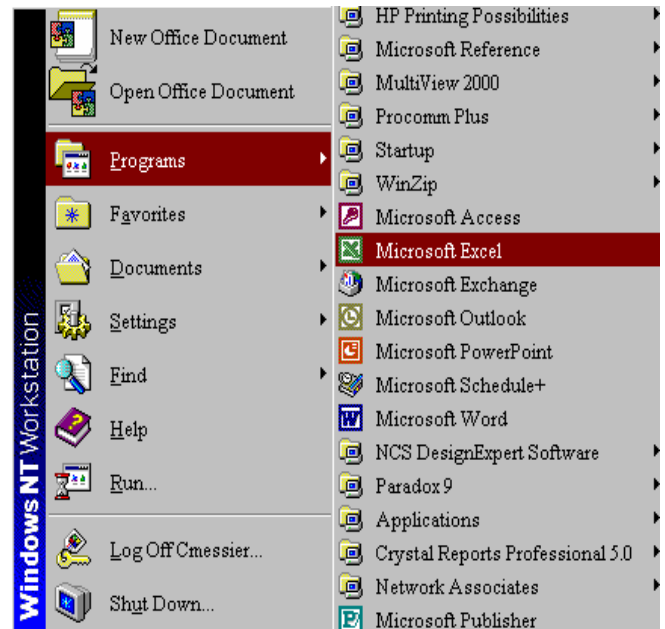 Windows NT Workstation
New Office Document
Open Office Document
Programs
Favorites
Documents
Settings
Find
Help
Run...
Log Off Cmessier...
Shut Down...
HP Printing Possibilities
Microsoft Reference
MultiView 2000
Procomm Plus
Startup
WinZip
Microsoft Access
Microsoft Excel
Microsoft Exchange
Microsoft Outlook
Microsoft PowerPoint
Microsoft Schedule+
Microsoft Word
NCS DesignExpert Software
Paradox 9
Applications
Crystal Reports Professional 5.0
Network Associates
Microsoft Publisher